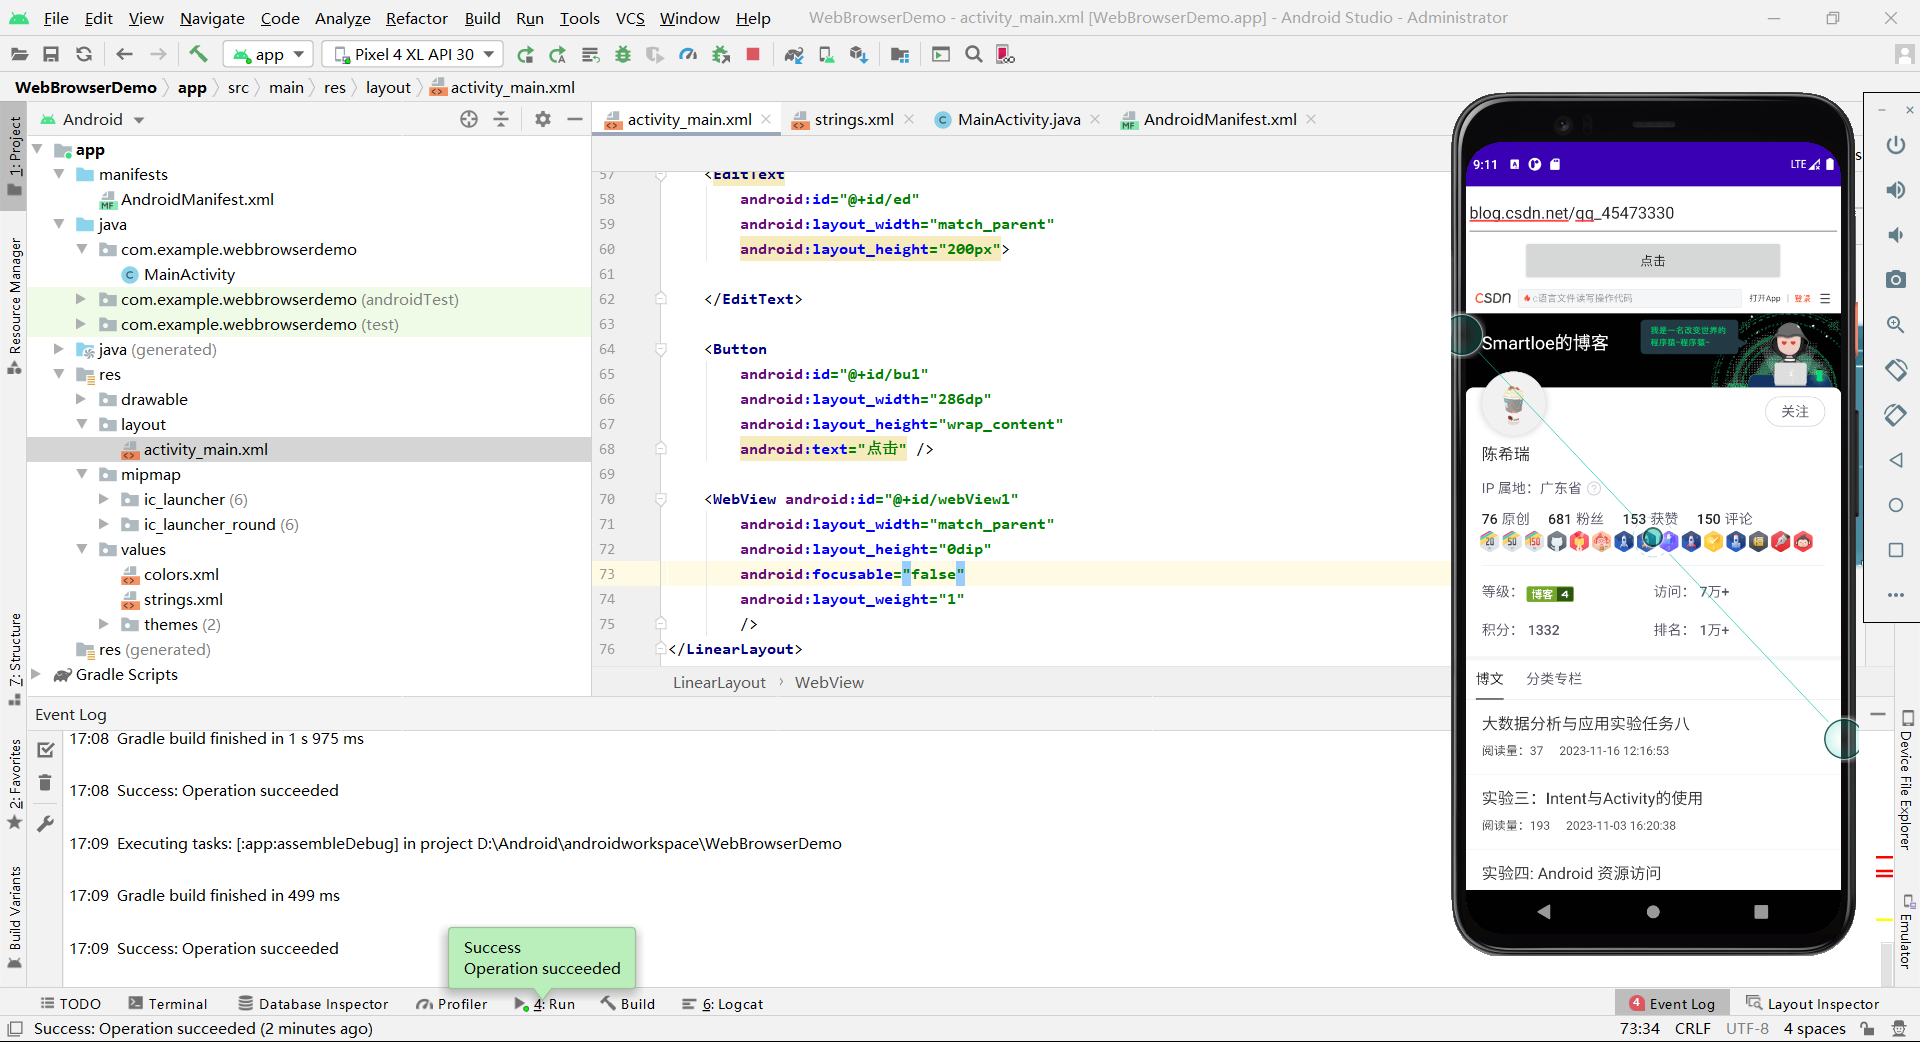 File Edit View Navigate Code Analyze Refactor Build Run Tools VCS Window Help WebBrowserDemo - activity_main.xml [WebBrowserDemo.app] - Android Studio - Administrator
app Pixel 4 XL API 30
WebBrowserDemo app src main res layout activity_main.xml
1: Project
Resource Manager
7: Structure
2: Favorites
Build Variants
Android
app
manifests
AndroidManifest.xml
java
com.example.webbrowserdemo
MainActivity
com.example.webbrowserdemo (androidTest)
com.example.webbrowserdemo (test)
java (generated)
res
drawable
layout
activity_main.xml
mipmap
ic_launcher (6)
ic_launcher_round (6)
values
colors.xml
strings.xml
themes (2)
res (generated)
Gradle Scripts
activity_main.xml strings.xml MainActivity.java AndroidManifest.xml
57 <EditText
58 android:id="@+id/ed"
59 android:layout_width="match_parent"
60 android:layout_height="200px">
61
62 </EditText>
63
64 <Button
65 android:id="@+id/bu1"
66 android:layout_width="286dp"
67 android:layout_height="wrap_content"
68 android:text="点击" />
69
70 <WebView android:id="@+id/webView1"
71 android:layout_width="match_parent"
72 android:layout_height="0dip"
73 android:focusable="false"
74 android:layout_weight="1"
75 />
76 </LinearLayout>
LinearLayout › WebView
9:11 LTE
blog.csdn.net/qq_45473330
点击
CSDN c语言文件读写操作代码 打开App 登录
Smartloe的博客
我是一名改变世界的
程序猿~程序猿~
关注
陈希瑞
IP 属地：广东省
76 原创 681 粉丝 153 获赞 150 评论
20 50 150
等级： 博客 4 访问： 7万+
积分： 1332 排名： 1万+
博文 分类专栏
大数据分析与应用实验任务八
阅读量：37 2023-11-16 12:16:53
实验三：Intent与Activity的使用
阅读量：193 2023-11-03 16:20:38
实验四: Android 资源访问
Device File Explorer
Emulator
Event Log
17:08 Gradle build finished in 1 s 975 ms
17:08 Success: Operation succeeded
17:09 Executing tasks: [:app:assembleDebug] in project D:\Android\androidworkspace\WebBrowserDemo
17:09 Gradle build finished in 499 ms
17:09 Success: Operation succeeded
Success
Operation succeeded
TODO Terminal Database Inspector Profiler 4: Run Build 6: Logcat 4 Event Log Layout Inspector
Success: Operation succeeded (2 minutes ago) 73:34 CRLF UTF-8 4 spaces